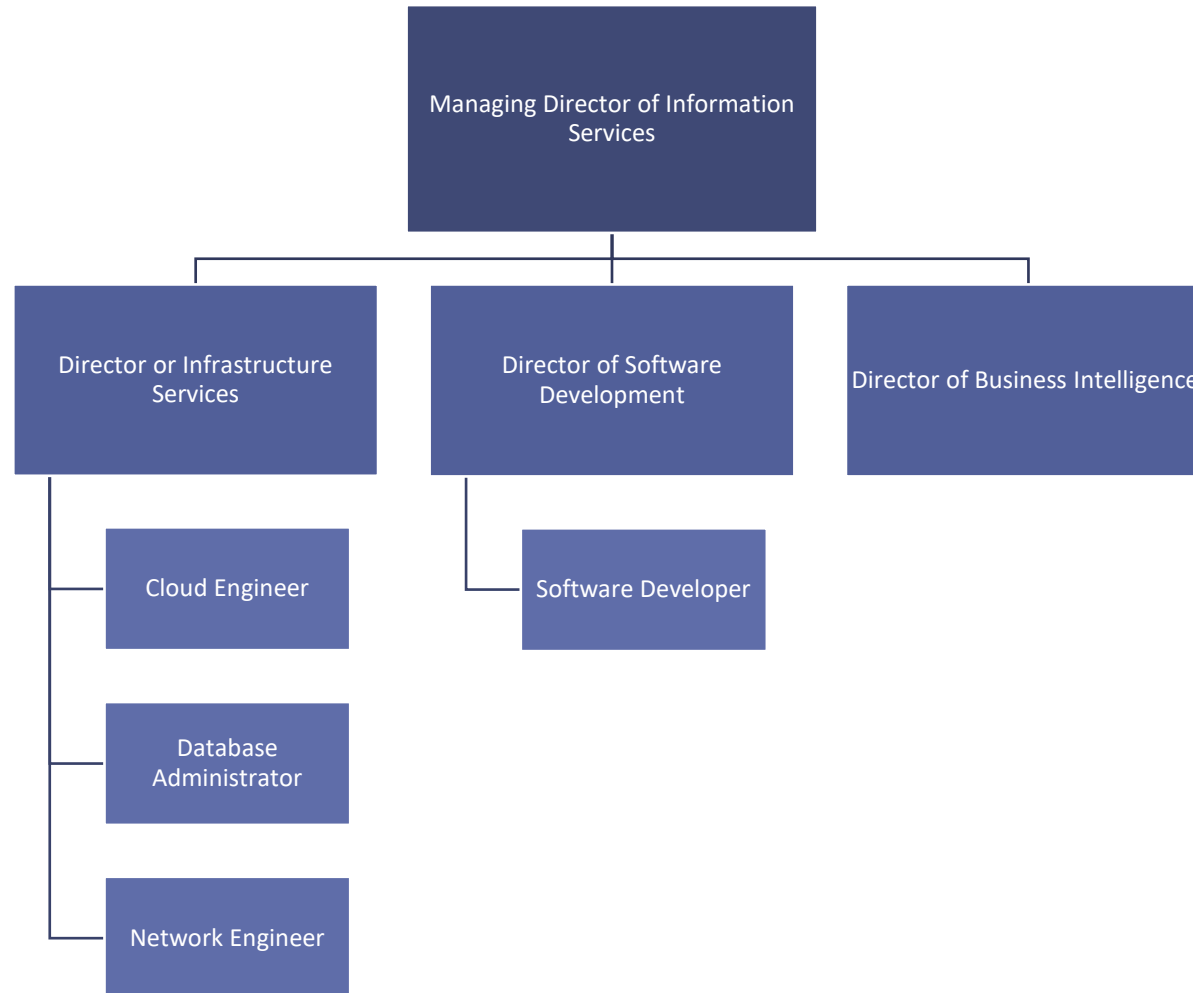 Managing Director of Information
Services
Director or Infrastructure
Services
Director of Software
Development
Director of Business Intelligence
Cloud Engineer
Software Developer
Database
Administrator
Network Engineer